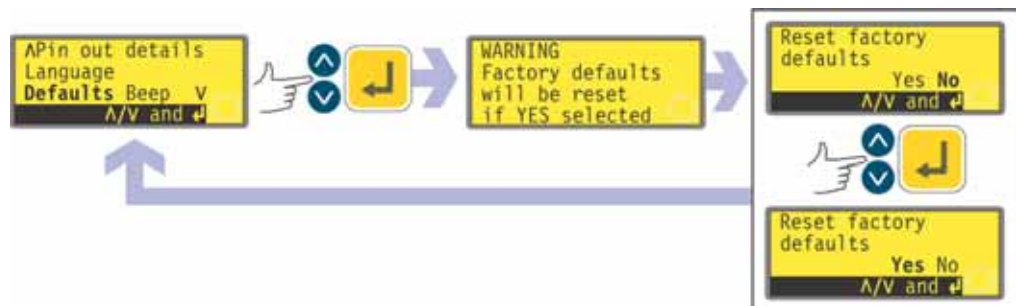 ΛPin out details
Language
Defaults Beep V
Λ/V and ↵
WARNING
Factory defaults
will be reset
if YES selected
Reset factory
defaults
Yes No
Λ/V and ↵
Reset factory
defaults
Yes No
Λ/V and ↵